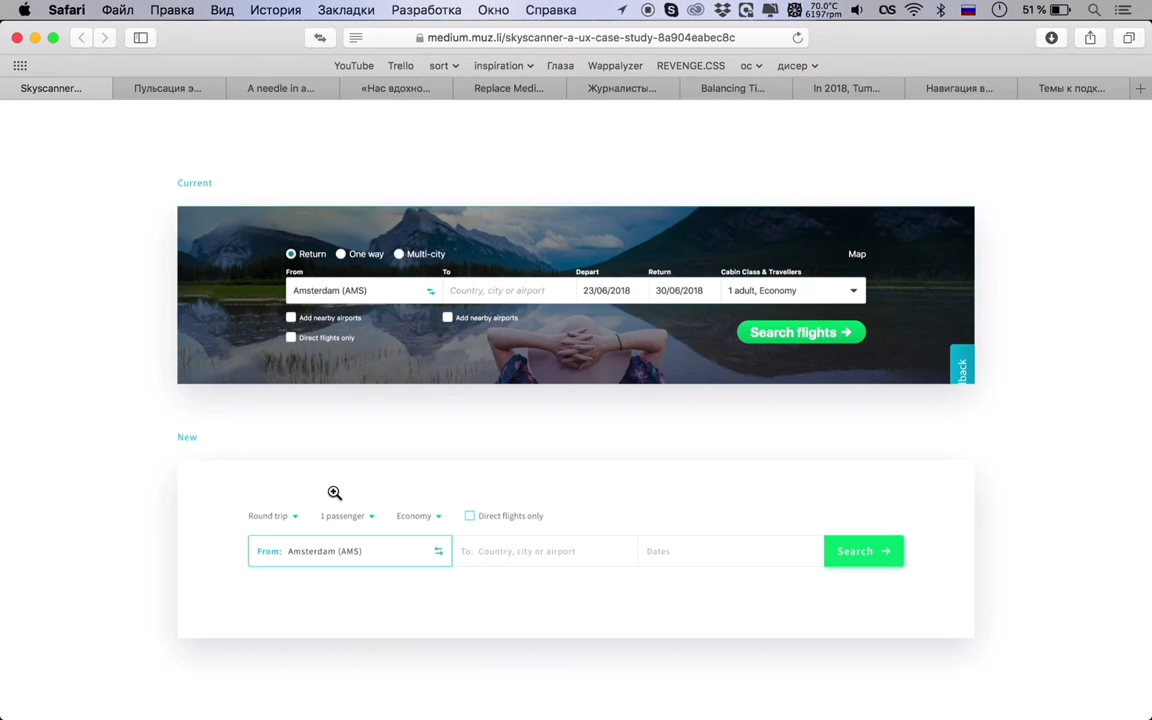 Safari Файл Правка Вид История Закладки Разработка Окно Справка 70.0°C 6197rpm 51 %
medium.muz.li/skyscanner-a-ux-case-study-8a904eabec8c
YouTube Trello sort inspiration Глаза Wappalyzer REVENGE.CSS ос дисер
Skyscanner... Пульсация э... A needle in a... «Нас вдохно... Replace Medi... Журналисты... Balancing Ti... In 2018, Tum... Навигация в... Темы к подк...
Current
Return One way Multi-city Map
From To Depart Return Cabin Class & Travellers
Amsterdam (AMS) Country, city or airport 23/06/2018 30/06/2018 1 adult, Economy
Add nearby airports Add nearby airports
Search flights →
Direct flights only
back
New
Round trip 1 passenger Economy Direct flights only
From: Amsterdam (AMS) To: Country, city or airport Dates Search →